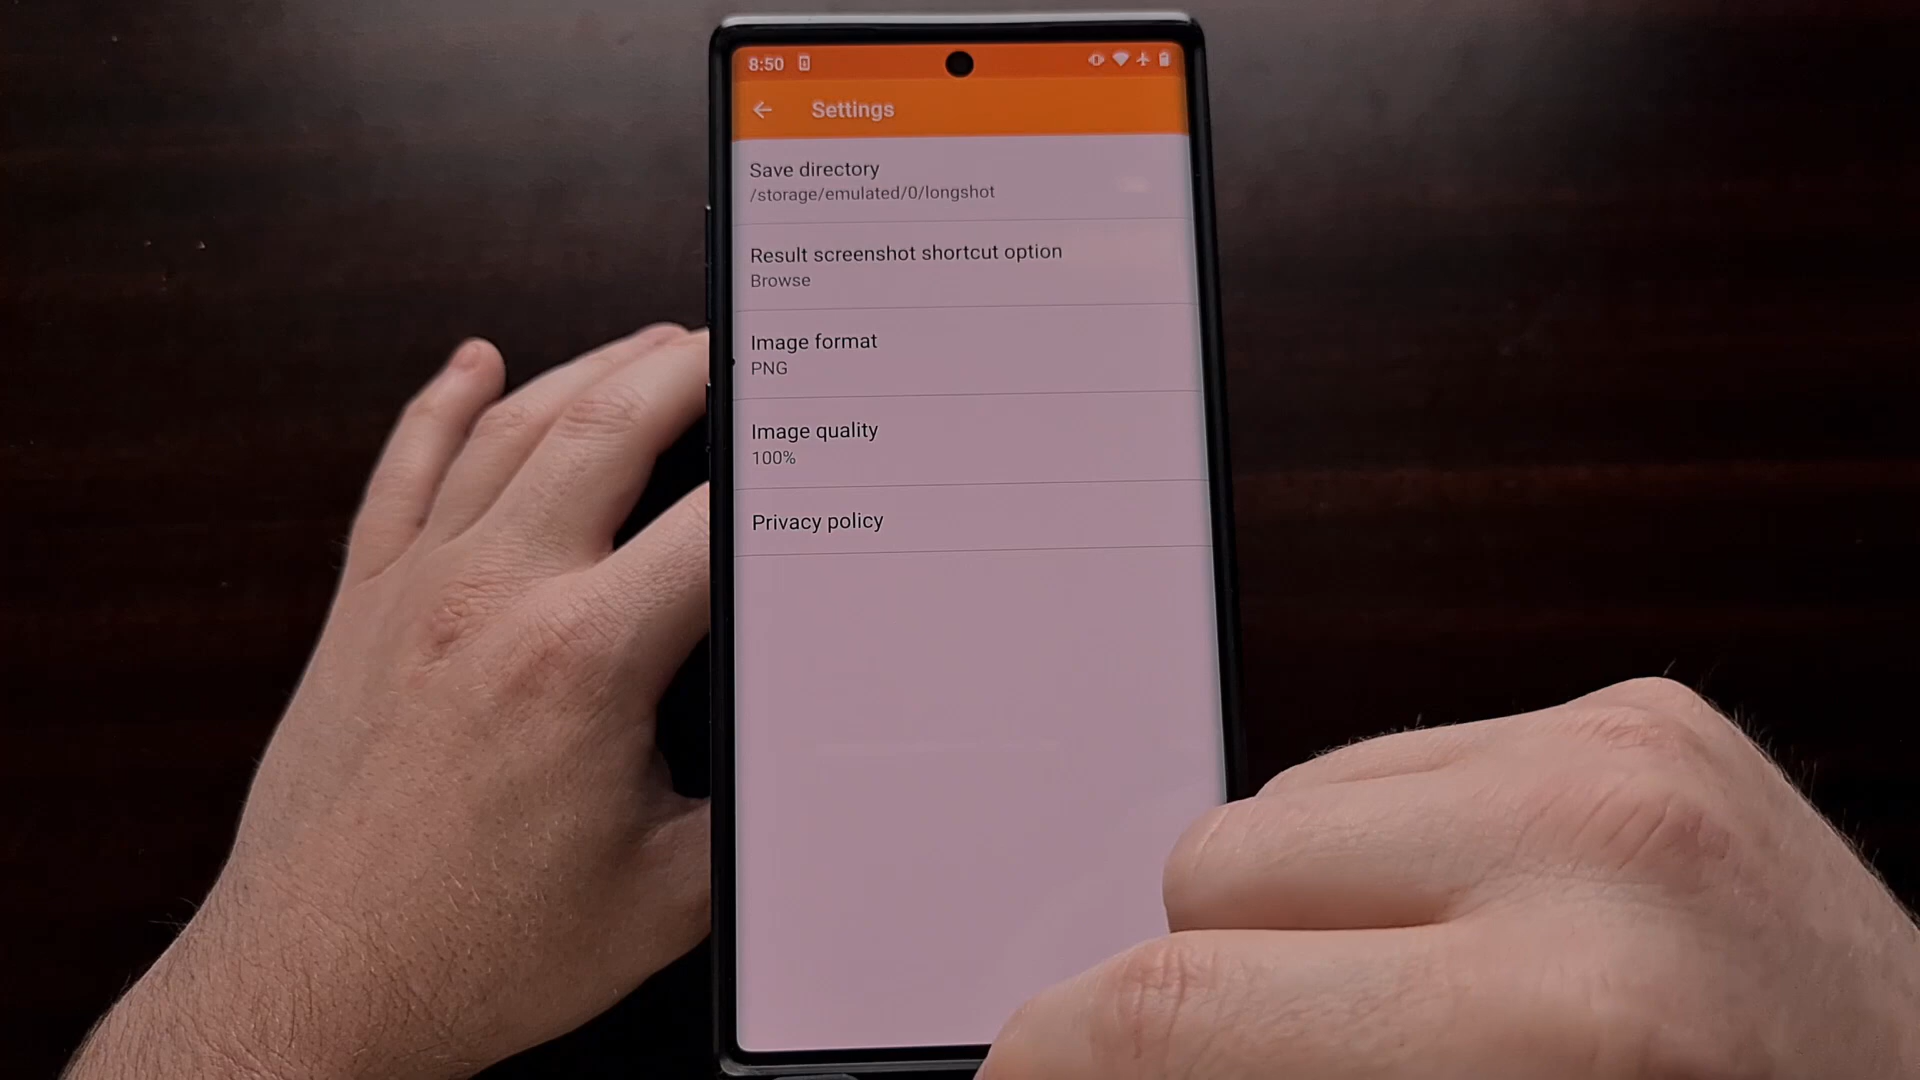 8:50
Settings
Save directory
/storage/emulated/0/longshot
Result screenshot shortcut option
Browse
Image format
PNG
Image quality
100%
Privacy policy